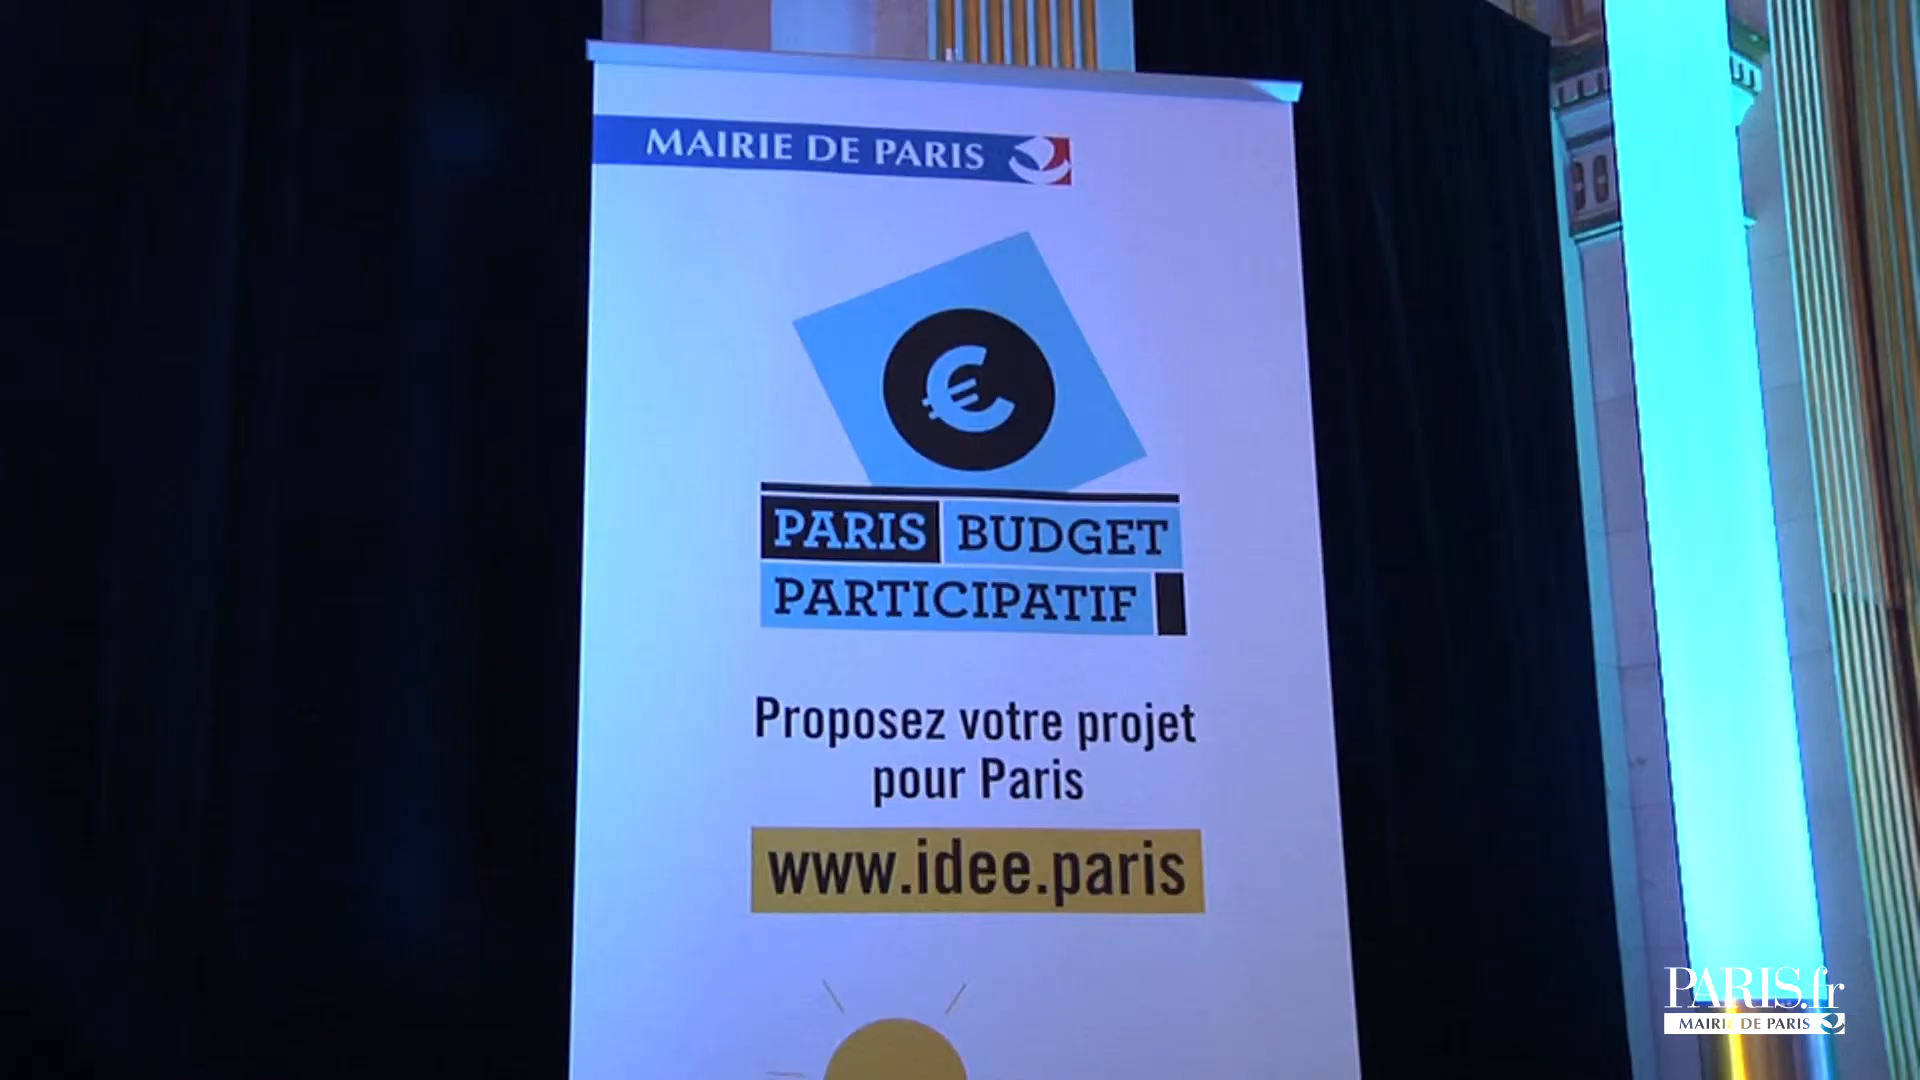 MAIRIE DE PARIS
€
PARIS BUDGET
PARTICIPATIF
Proposez votre projet
pour Paris
www.idee.paris
PARIS.fr
MAIRIE DE PARIS